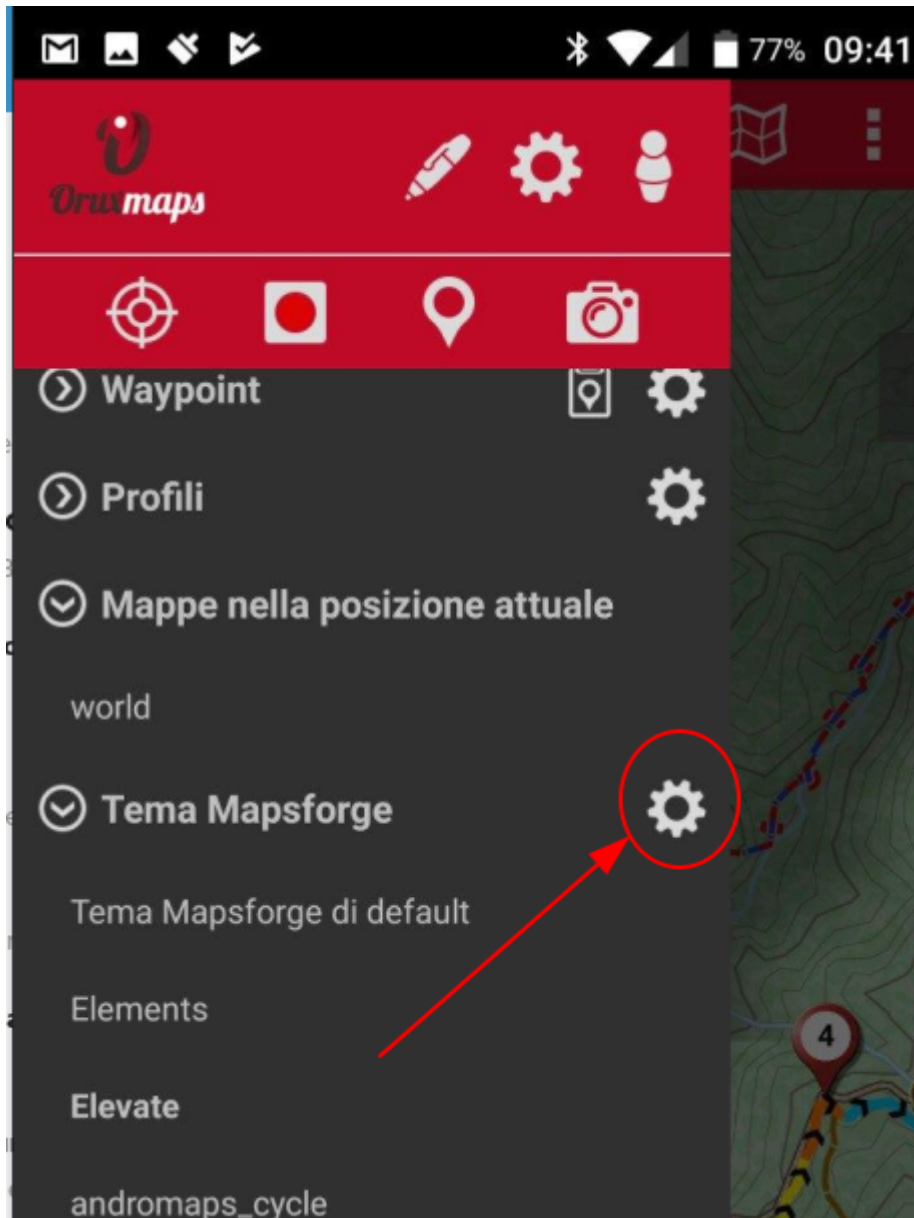 77% 09:41
Oruxmaps
Waypoint
Profili
Mappe nella posizione attuale
world
Tema Mapsforge
Tema Mapsforge di default
Elements
Elevate
andromaps_cycle
4